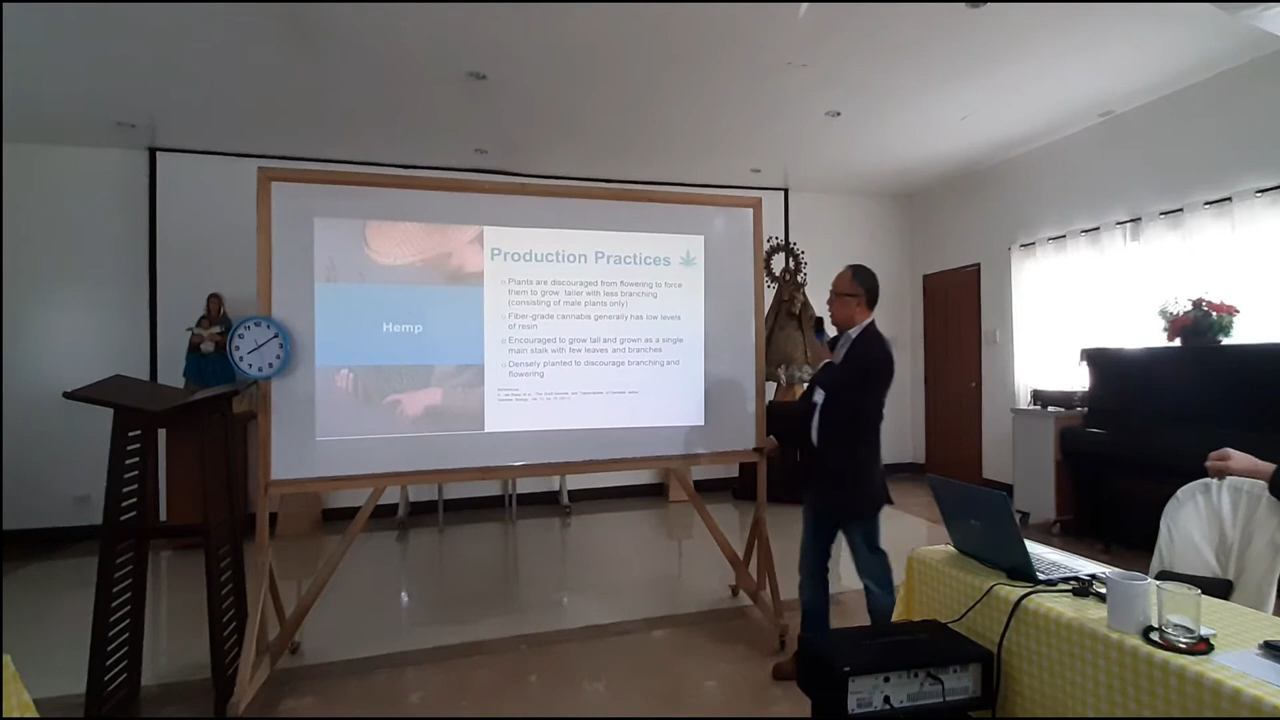 Production Practices
Hemp
Plants are discouraged from flowering to force
them to grow taller with less branching
(consisting of male plants only)
Fiber-grade cannabis generally has low levels
of resin
Encouraged to grow tall and grown as a single
main stalk with few leaves and branches
Densely planted to discourage branching and
flowering